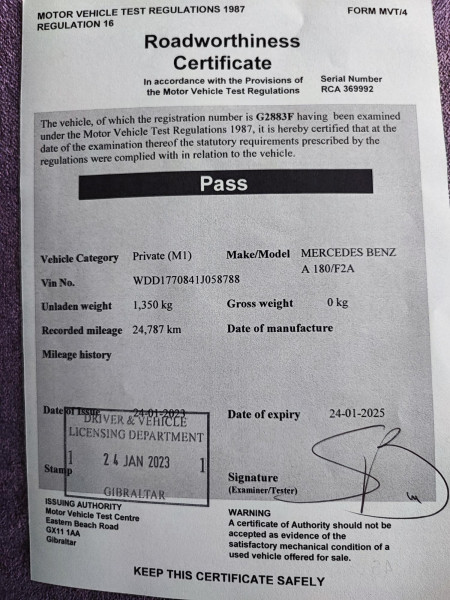 MOTOR VEHICLE TEST REGULATIONS 1987
REGULATION 16
FORM MVT/4
Roadworthiness
Certificate
In accordance with the Provisions of
the Motor Vehicle Test Regulations
Serial Number
RCA 369992
The vehicle, of which the registration number is G2883F having been examined
under the Motor Vehicle Test Regulations 1987, it is hereby certified that at the
date of the examination thereof the statutory requirements prescribed by the
regulations were complied with in relation to the vehicle.
Pass
Vehicle Category Private (M1) Make/Model MERCEDES BENZ
A 180/F2A
Vin No. WDD1770841J058788
Unladen weight 1,350 kg Gross weight 0 kg
Recorded mileage 24,787 km Date of manufacture
Mileage history
Date of Issue 24-01-2023 Date of expiry 24-01-2025
DRIVER & VEHICLE
LICENSING DEPARTMENT
1 24 JAN 2023 1
GIBRALTAR
Stamp
Signature
(Examiner/Tester)
ISSUING AUTHORITY
Motor Vehicle Test Centre
Eastern Beach Road
GX11 1AA
Gibraltar
WARNING
A certificate of Authority should not be
accepted as evidence of the
satisfactory mechanical condition of a
used vehicle offered for sale.
KEEP THIS CERTIFICATE SAFELY